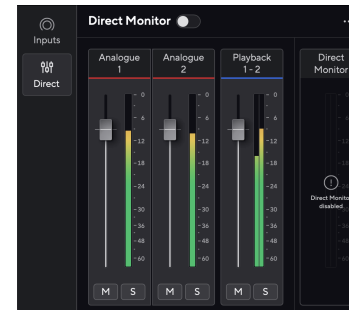 Inputs
Direct
Direct Monitor
Analogue
1
0
- 6
-12
-18
-24
-30
-36
-48
-60
M S
Analogue
2
0
- 6
-12
-18
-24
-30
-36
-48
-60
M S
Playback
1 - 2
0
- 6
-12
-18
-24
-30
-36
-48
-60
M S
Direct
Monitor
Direct Monito
disabled